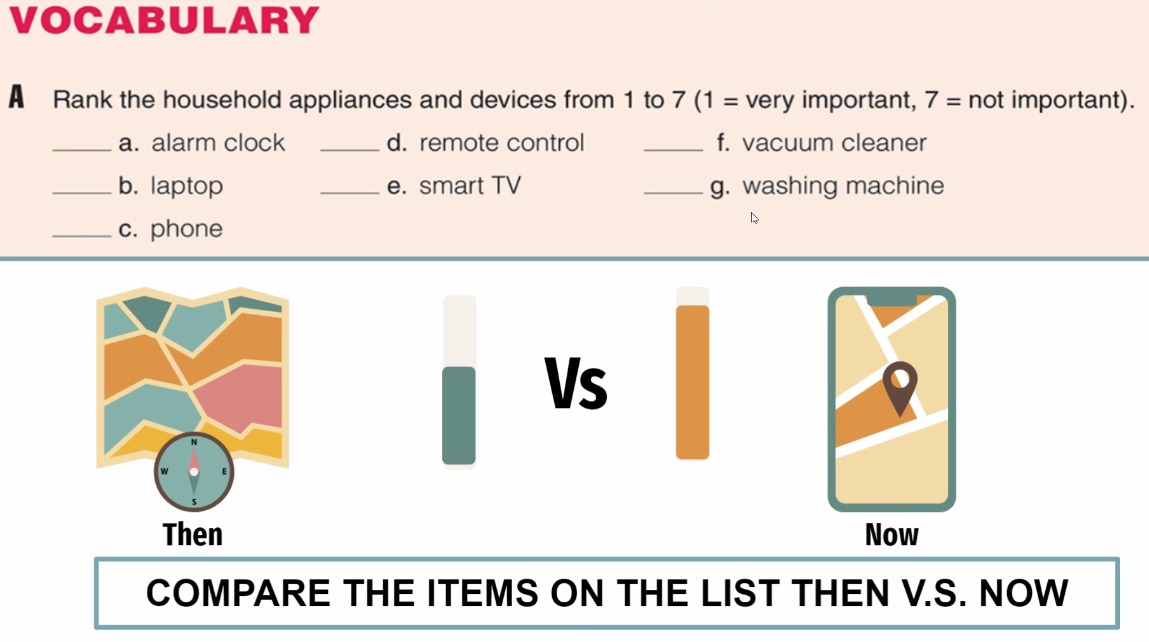 VOCABULARY
A Rank the household appliances and devices from 1 to 7 (1 = very important, 7 = not important).
_____ a. alarm clock _____ d. remote control _____ f. vacuum cleaner
_____ b. laptop _____ e. smart TV _____ g. washing machine
_____ c. phone
Vs
N
W E
S
Then Now
COMPARE THE ITEMS ON THE LIST THEN V.S. NOW